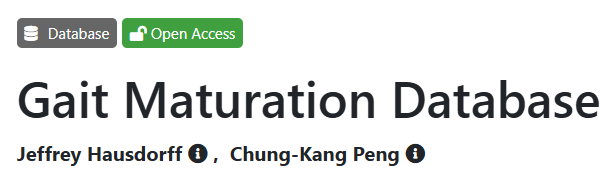 Database Open Access
Gait Maturation Database
Jeffrey Hausdorff , Chung-Kang Peng